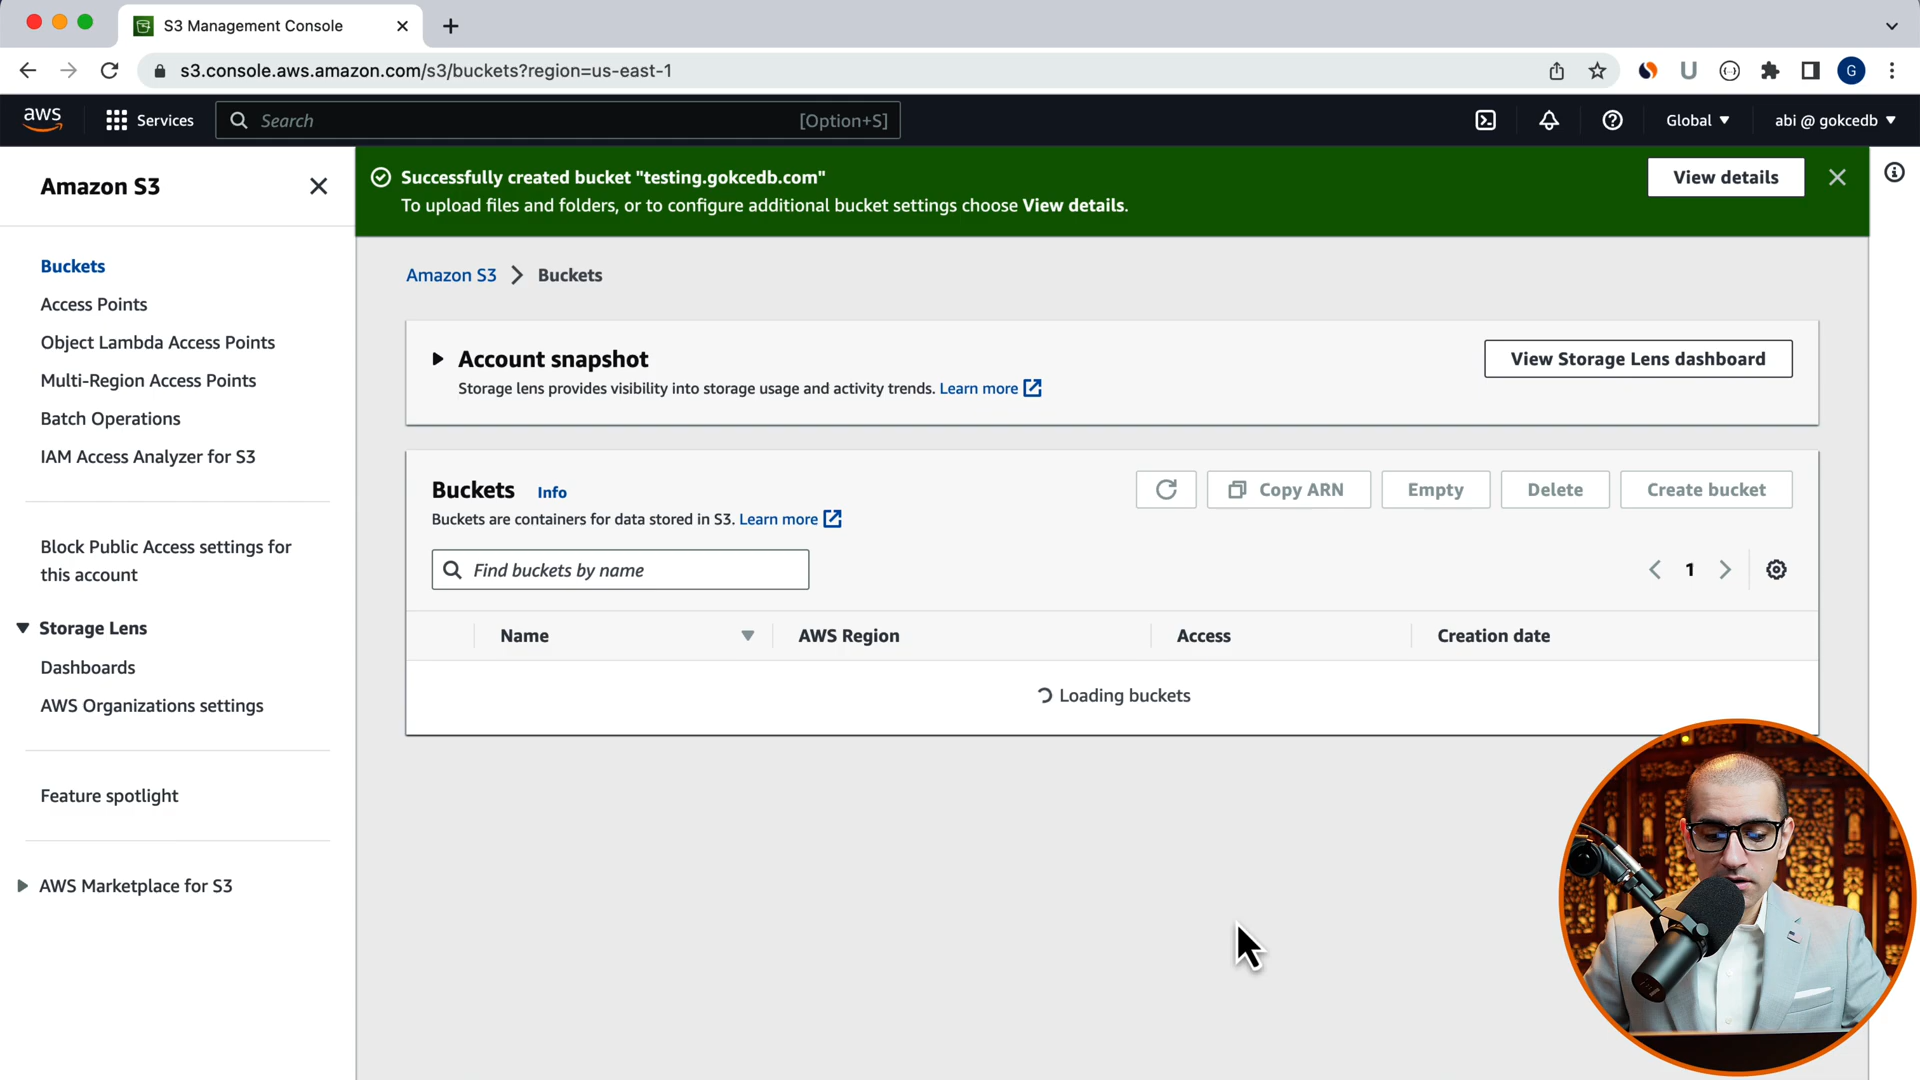 S3 Management Console
s3.console.aws.amazon.com/s3/buckets?region=us-east-1
U
G
aws
Services
Search
[Option+S]
Global
abi @ gokcedb
Amazon S3
Buckets
Access Points
Object Lambda Access Points
Multi-Region Access Points
Batch Operations
IAM Access Analyzer for S3
Block Public Access settings for
this account
Storage Lens
Dashboards
AWS Organizations settings
Feature spotlight
AWS Marketplace for S3
Successfully created bucket "testing.gokcedb.com"
To upload files and folders, or to configure additional bucket settings choose View details.
View details
Amazon S3 > Buckets
Account snapshot
Storage lens provides visibility into storage usage and activity trends. Learn more
View Storage Lens dashboard
Buckets Info
Buckets are containers for data stored in S3. Learn more
Copy ARN
Empty
Delete
Create bucket
Find buckets by name
1
Name
AWS Region
Access
Creation date
Loading buckets